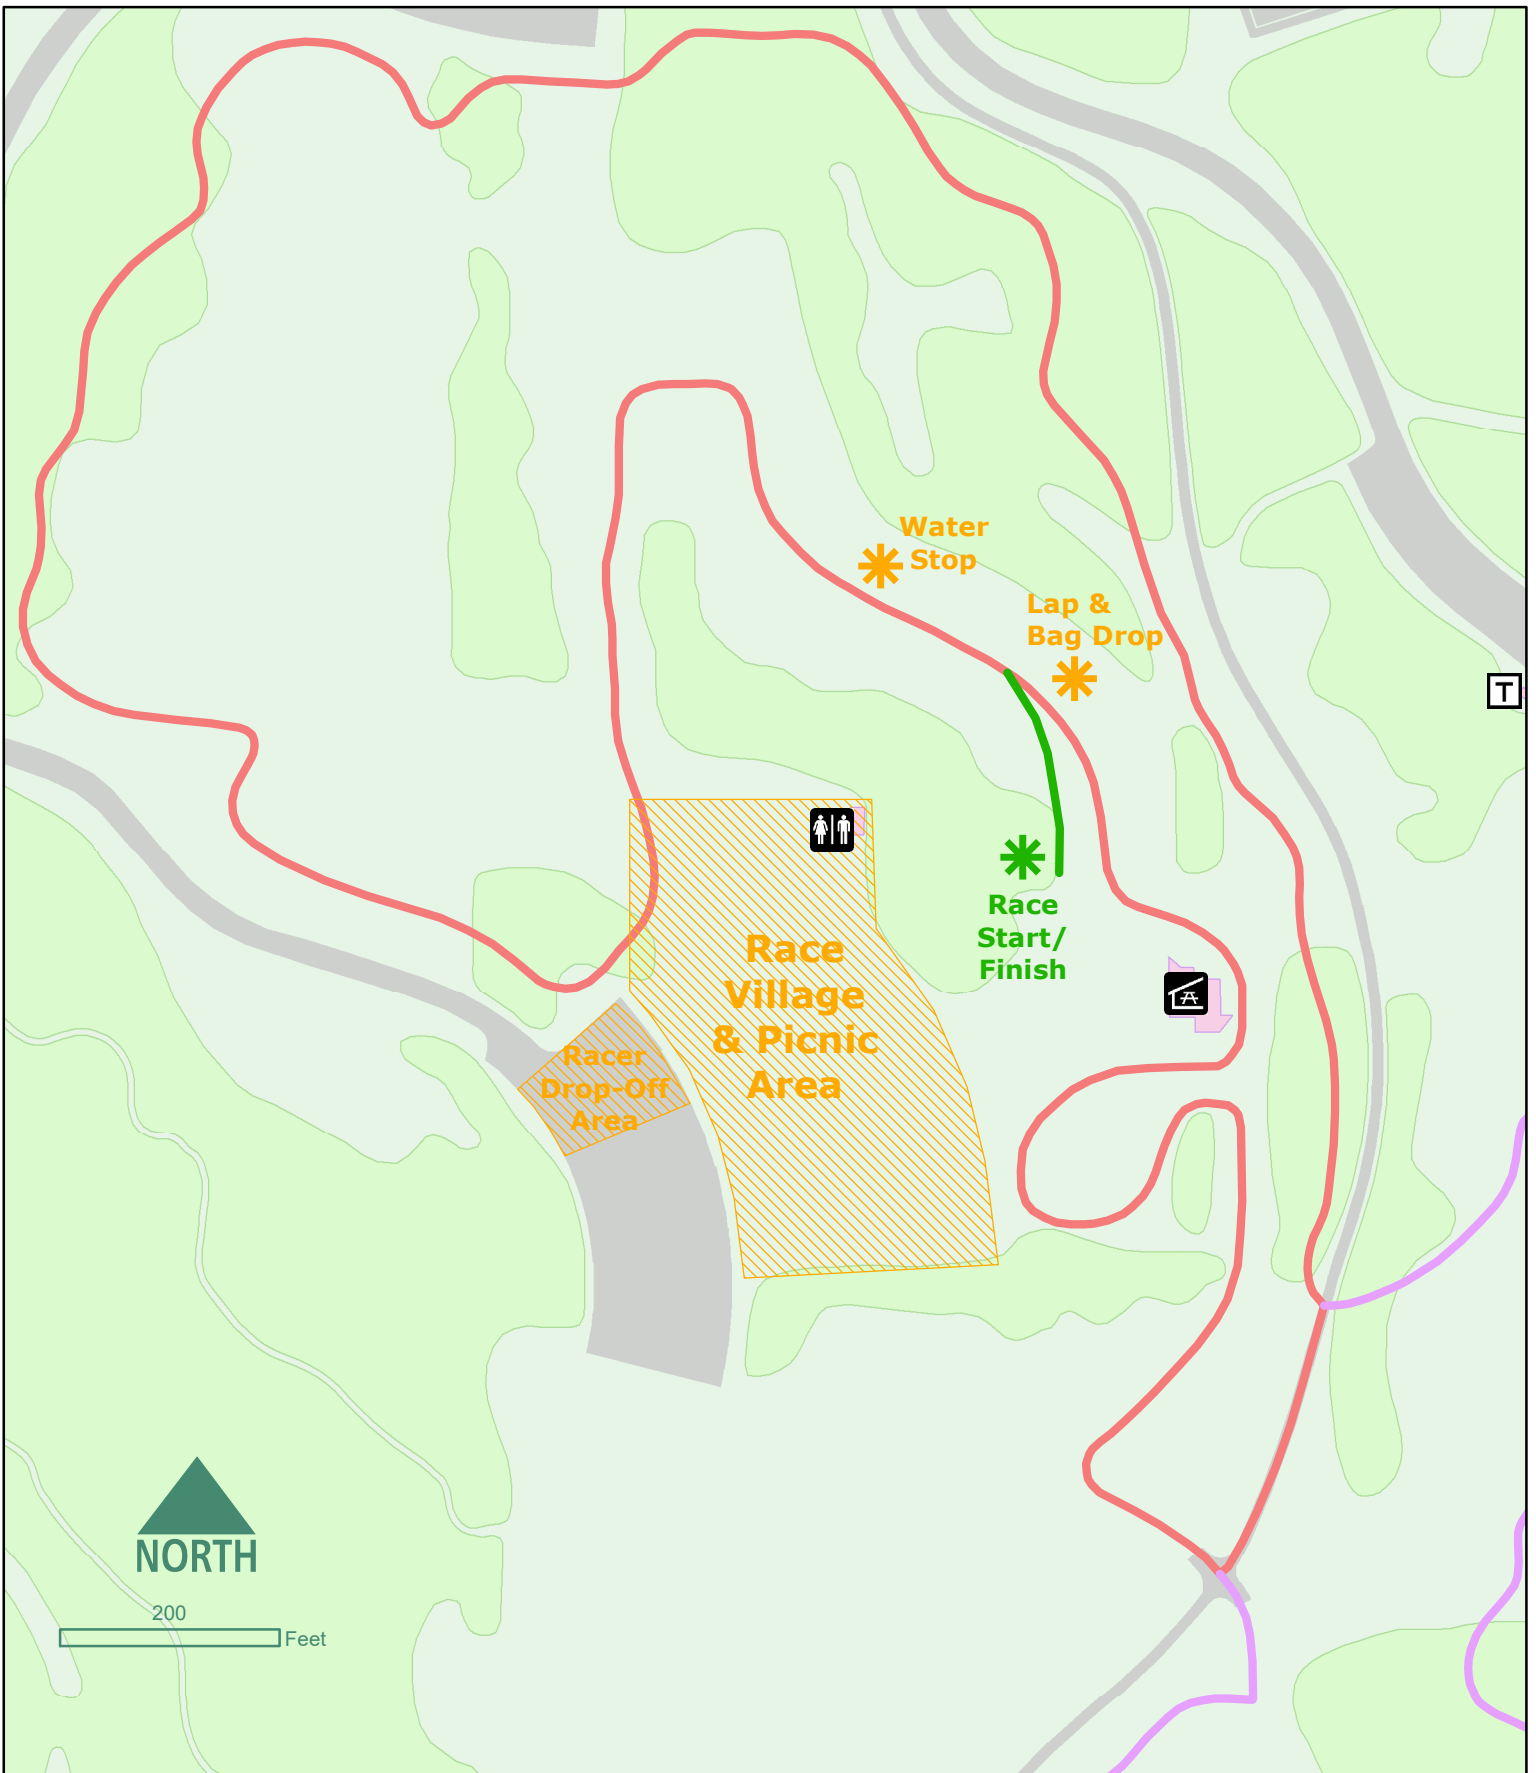 Water
Stop
Lap &
Bag Drop
T
Race
Start/
Finish
Race
Village
& Picnic
Area
Racer
Drop-Off
Area
NORTH
200
Feet